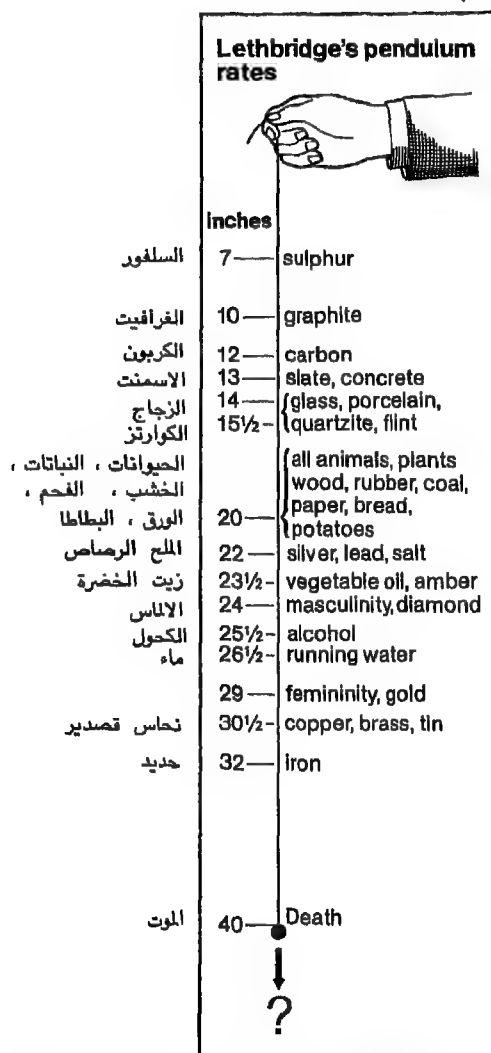 Lethbridge's pendulum
rates
inches
السلفور 7 sulphur
الغرافيت 10 graphite
الكربون 12 carbon
الاسمنت 13 slate, concrete
الزجاج 14 glass, porcelain,
الكوارتز 15½ quartzite, flint
الحيوانات ، النباتات ، all animals, plants
الخشب ، الفحم ، wood, rubber, coal,
paper, bread,
الورق ، البطاطا 20 potatoes
الملح الرصاص 22 silver, lead, salt
زيت الخضرة 23½ vegetable oil, amber
الالماس 24 masculinity, diamond
الكحول 25½ alcohol
ماء 26½ running water
29 femininity, gold
نحاس قصدير 30½ copper, brass, tin
حديد 32 iron
الموت 40 Death
?